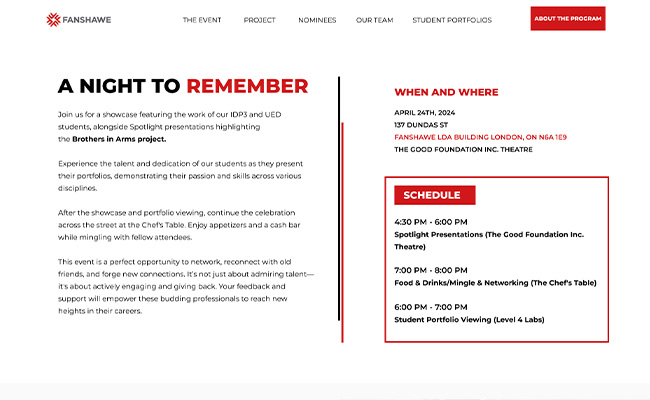 FANSHAWE
THE EVENT
PROJECT
NOMINEES
OUR TEAM
STUDENT PORTFOLIOS
ABOUT THE PROGRAM
A NIGHT TO REMEMBER
Join us for a showcase featuring the work of our IDP3 and UED
students, alongside Spotlight presentations highlighting
the Brothers in Arms project.
Experience the talent and dedication of our students as they present
their portfolios, demonstrating their passion and skills across various
disciplines.
After the showcase and portfolio viewing, continue the celebration
across the street at the Chef's Table. Enjoy appetizers and a cash bar
while mingling with fellow attendees.
This event is a perfect opportunity to network, reconnect with old
friends, and forge new connections. It's not just about admiring talent—
it's about actively engaging and giving back. Your feedback and
support will empower these budding professionals to reach new
heights in their careers.
WHEN AND WHERE
APRIL 24TH, 2024
137 DUNDAS ST
FANSHAWE LDA BUILDING LONDON, ON N6A 1E9
THE GOOD FOUNDATION INC. THEATRE
SCHEDULE
4:30 PM - 6:00 PM
Spotlight Presentations (The Good Foundation Inc.
Theatre)
7:00 PM - 8:00 PM
Food & Drinks/Mingle & Networking (The Chef's Table)
6:00 PM - 7:00 PM
Student Portfolio Viewing (Level 4 Labs)